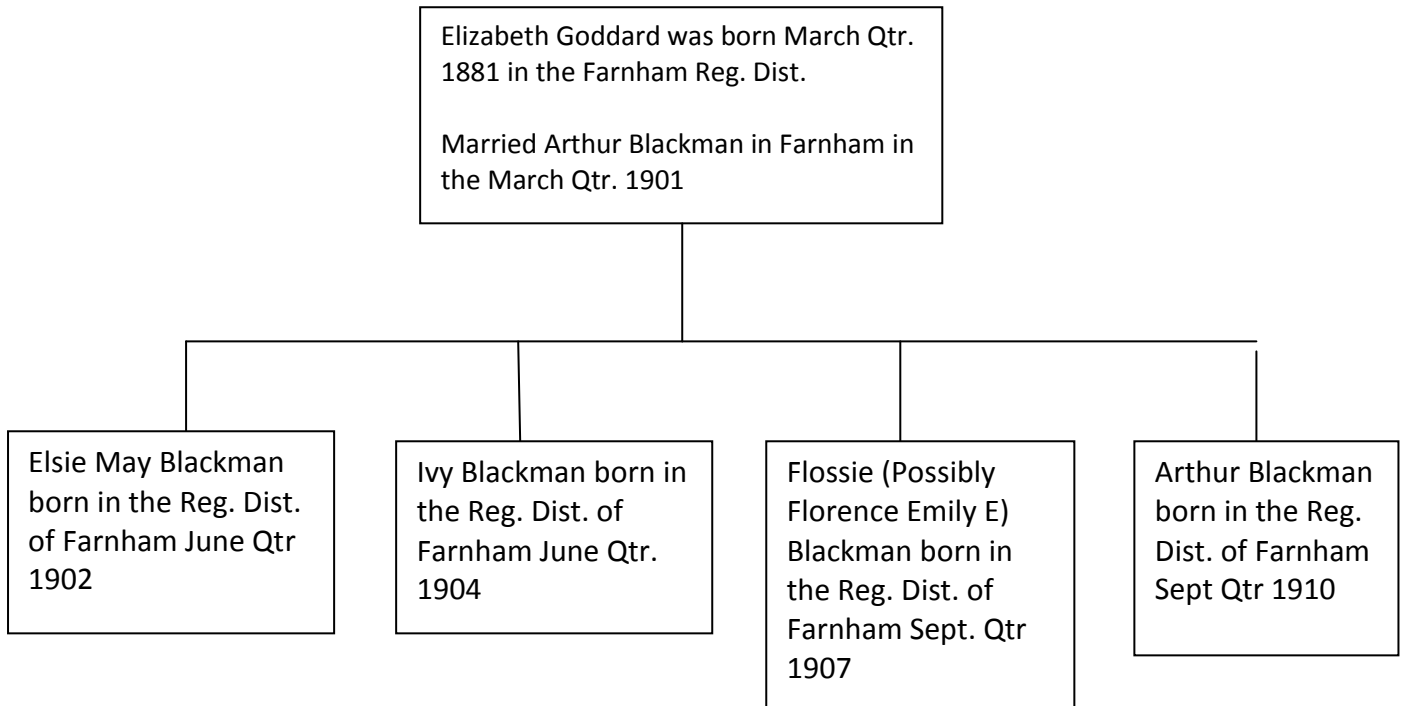 Elizabeth Goddard was born March Qtr.
1881 in the Farnham Reg. Dist.
Married Arthur Blackman in Farnham in
the March Qtr. 1901
Elsie May Blackman
born in the Reg. Dist.
of Farnham June Qtr
1902
Ivy Blackman born in
the Reg. Dist. of
Farnham June Qtr.
1904
Flossie (Possibly
Florence Emily E)
Blackman born in
the Reg. Dist. of
Farnham Sept. Qtr
1907
Arthur Blackman
born in the Reg.
Dist. of Farnham
Sept Qtr 1910